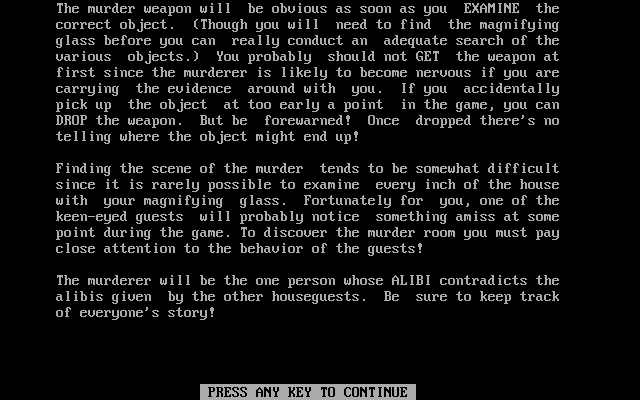 The murder weapon will  be obvious as soon as you  EXAMINE  the
correct object.  (Though you will  need to find  the magnifying
glass before you can  really conduct an  adequate search of the
various  objects.)  You probably  should not GET  the weapon at
first since the murderer is likely to become nervous if you are
carrying  the evidence  around with  you.  If you  accidentally
pick up  the object  at too early a point  in the game, you can
DROP the weapon.  But be  forewarned!  Once  dropped there's no
telling where the object might end up!
Finding the scene of the murder  tends to be somewhat difficult
since it is rarely possible to examine  every inch of the house
with your magnifying  glass.  Fortunately for  you, one of the
keen-eyed guests  will probably notice  something amiss at some
point during the game. To discover the murder room you must pay
close attention to the behavior of the guests!
The murderer will be the one person whose ALIBI contradicts the
alibis given  by the other houseguests.  Be  sure to keep track
of everyone's story!
PRESS ANY KEY TO CONTINUE